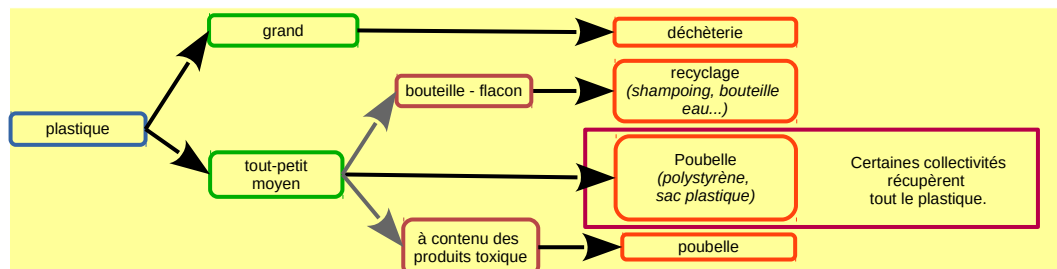 grand
déchèterie
bouteille - flacon
recyclage
(shampoing, bouteille
eau...)
plastique
tout-petit
moyen
Poubelle
(polystyrène,
sac plastique)
Certaines collectivités
récupèrent
tout le plastique.
à contenu des
produits toxique
poubelle